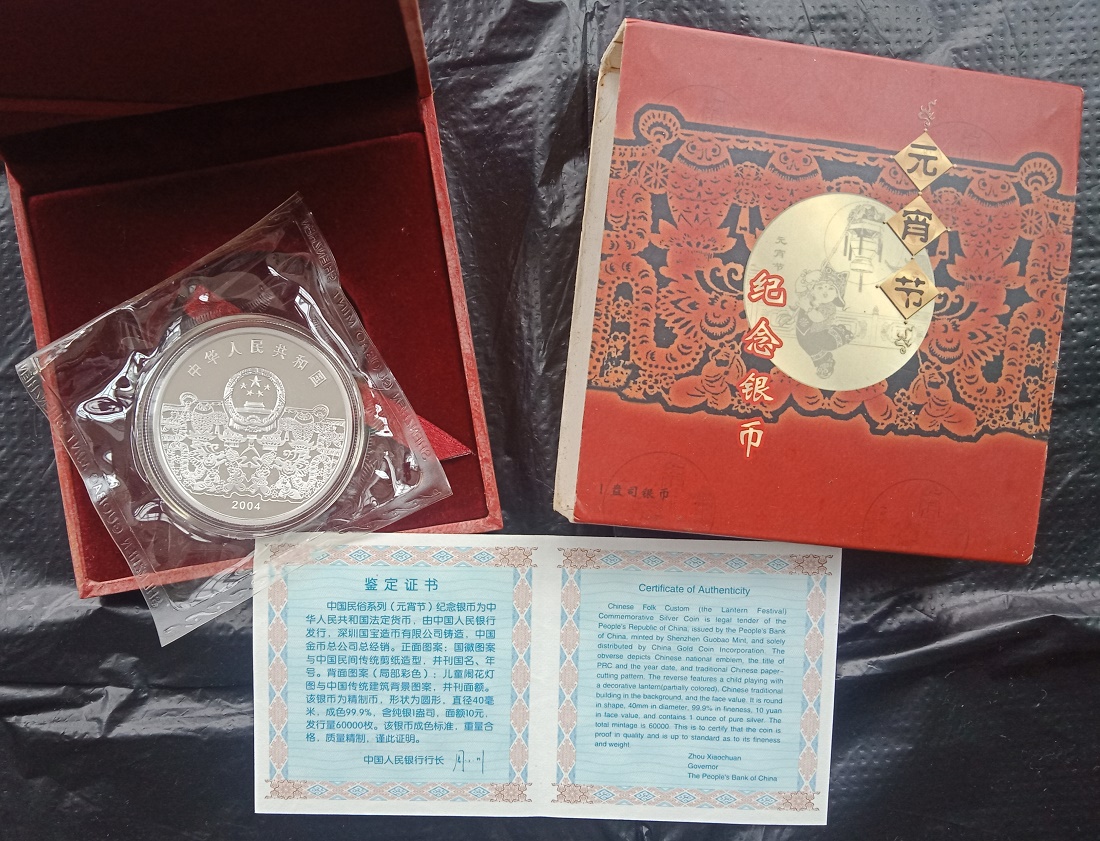 中华人民共和国
2004
元宵节
元宵节
纪念银币
1盎司银币
鉴定证书
中国民俗系列（元宵节）纪念银币为中
华人民共和国法定货币，由中国人民银行
发行，深圳国宝造币有限公司铸造，中国
金币总公司总经销。正面图案：国徽图案
与中国民间传统剪纸造型，并刊国名、年
号。背面图案（局部彩色）：儿童闹花灯
图与中国传统建筑背景图案，并刊面额。
该银币为精制币，形状为圆形，直径40毫
米，成色99.9%，含纯银1盎司，面额10元，
发行量60000枚。该银币成色标准，重量合
格，质量精制，谨此证明。
中国人民银行行长
Certificate of Authenticity
Chinese Folk Custom (the Lantern Festival)
Commemorative Silver Coin is legal tender of the
People's Republic of China, issued by the People's Bank
of China, minted by Shenzhen Guobao Mint, and solely
distributed by China Gold Coin Incorporation. The
obverse depicts Chinese national emblem, the title of
PRC and the year date, and traditional Chinese paper-
cutting pattern. The reverse features a child playing with
a decorative lantern(partially colored), Chinese traditional
building in the background, and the face value. It is round
in shape, 40mm in diameter, 99.9% in fineness, 10 yuan
in face value, and contains 1 ounce of pure silver. The
total mintage is 60000. This is to certify that the coin is
proof in quality and is up to standard as to its fineness
and weight.
Zhou Xiaochuan
Governor
The People's Bank of China